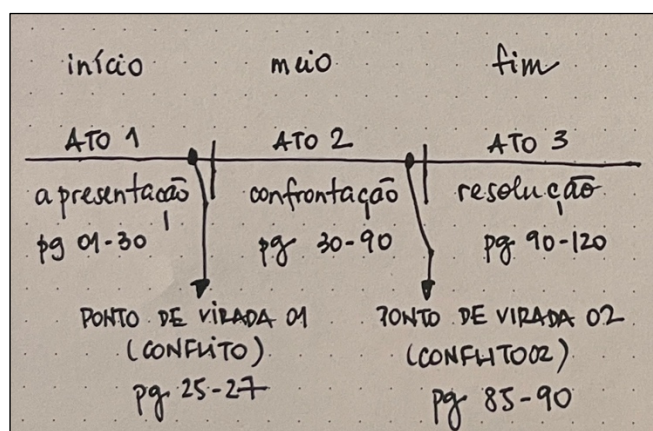 início meio fim
ATO 1 ATO 2 ATO 3
apresentação confrontação resolução
pg 01-30 pg 30-90 pg 90-120
PONTO DE VIRADA 01 PONTO DE VIRADA 02
(CONFLITO) (CONFLITO02)
pg 25-27 pg 85-90